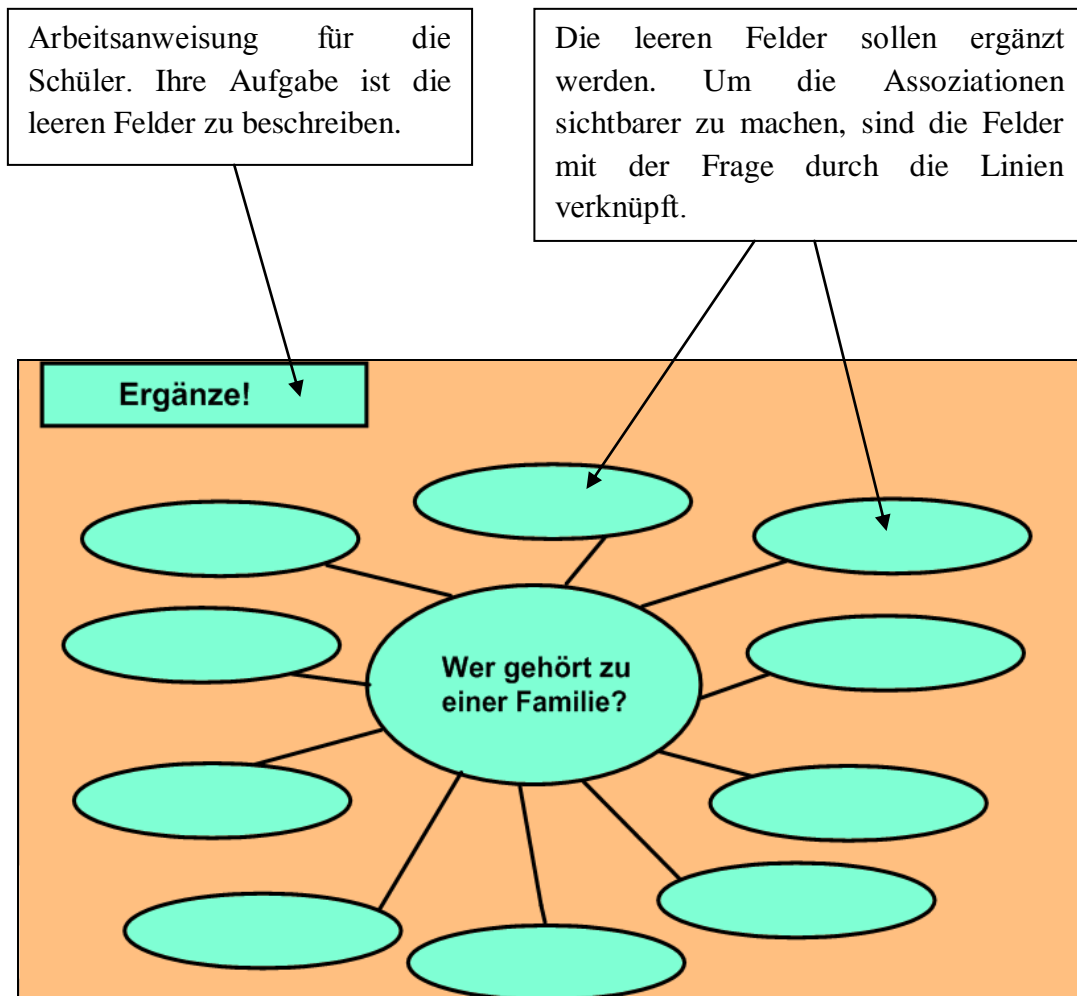 Arbeitsanweisung für die
Schüler. Ihre Aufgabe ist die
leeren Felder zu beschreiben.
Die leeren Felder sollen ergänzt
werden. Um die Assoziationen
sichtbarer zu machen, sind die Felder
mit der Frage durch die Linien
verknüpft.
Ergänze!
Wer gehört zu
einer Familie?